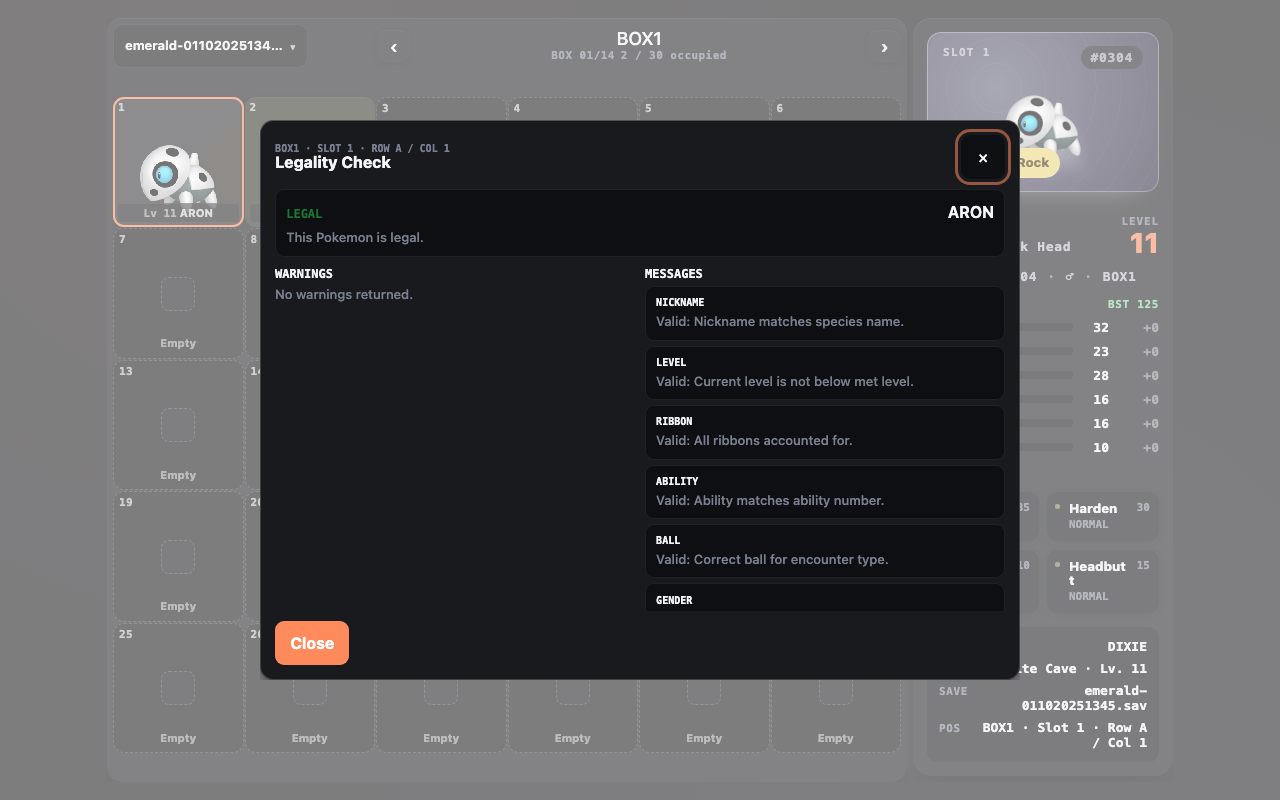 emerald-01102025134... ▾
‹
BOX1
BOX 01/14 2 / 30 occupied
›
SLOT 1
#0304
1
2
3
4
5
6
Lv 11 ARON
Rock
BOX1 · SLOT 1 · ROW A / COL 1
Legality Check
×
LEGAL
ARON
This Pokemon is legal.
WARNINGS
No warnings returned.
MESSAGES
NICKNAME
Valid: Nickname matches species name.
LEVEL
Valid: Current level is not below met level.
RIBBON
Valid: All ribbons accounted for.
ABILITY
Valid: Ability matches ability number.
BALL
Valid: Correct ball for encounter type.
GENDER
Close
7
8
Empty
13
Empty
19
Empty
25
Empty
Empty
Empty
Empty
Empty
Empty
LEVEL
Head
11
· ♂ · BOX1
BST 125
32 +0
23 +0
28 +0
16 +0
16 +0
10 +0
Harden 30
NORMAL
Headbut
t
15
NORMAL
DIXIE
Cave · Lv. 11
SAVE emerald-
011020251345.sav
POS BOX1 · Slot 1 · Row A
/ Col 1